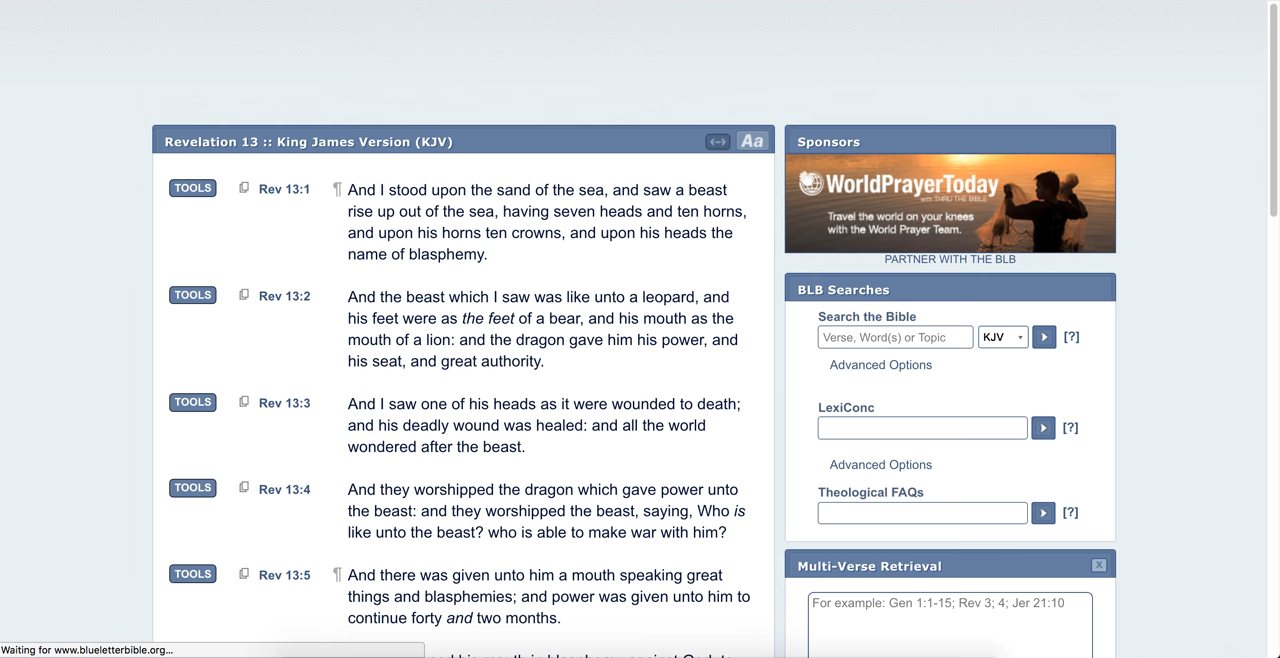 Revelation 13 :: King James Version (KJV)
Aa
TOOLS Rev 13:1 ¶ And I stood upon the sand of the sea, and saw a beast
rise up out of the sea, having seven heads and ten horns,
and upon his horns ten crowns, and upon his heads the
name of blasphemy.
TOOLS Rev 13:2 And the beast which I saw was like unto a leopard, and
his feet were as the feet of a bear, and his mouth as the
mouth of a lion: and the dragon gave him his power, and
his seat, and great authority.
TOOLS Rev 13:3 And I saw one of his heads as it were wounded to death;
and his deadly wound was healed: and all the world
wondered after the beast.
TOOLS Rev 13:4 And they worshipped the dragon which gave power unto
the beast: and they worshipped the beast, saying, Who is
like unto the beast? who is able to make war with him?
TOOLS Rev 13:5 ¶ And there was given unto him a mouth speaking great
things and blasphemies; and power was given unto him to
continue forty and two months.
Waiting for www.blueletterbible.org...
Sponsors
WorldPrayerToday
with THRU THE BIBLE
Travel the world on your knees
with the World Prayer Team.
PARTNER WITH THE BLB
BLB Searches
Search the Bible
Verse, Word(s) or Topic KJV [?]
Advanced Options
LexiConc
[?]
Advanced Options
Theological FAQs
[?]
Multi-Verse Retrieval X
For example: Gen 1:1-15; Rev 3; 4; Jer 21:10